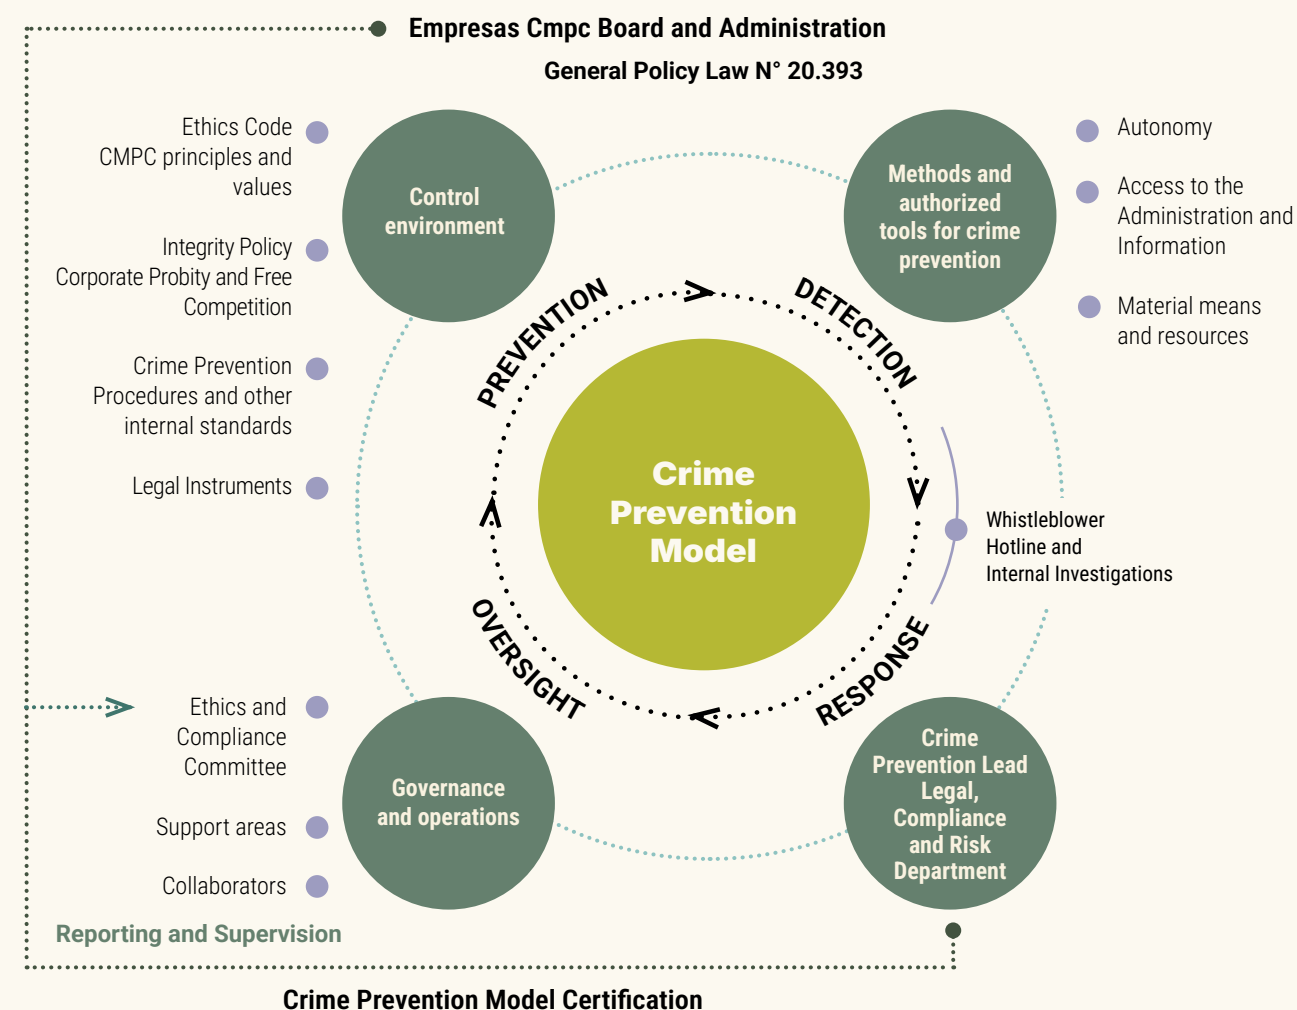 Empresas Cmpc Board and Administration
General Policy Law N° 20.393
Ethics Code
CMPC principles and
values
Integrity Policy
Corporate Probity and Free
Competition
Crime Prevention
Procedures and other
internal standards
Legal Instruments
Control
environment
Methods and
authorized
tools for crime
prevention
Autonomy
Access to the
Administration and
Information
Material means
and resources
PREVENTION
DETECTION
Crime
Prevention
Model
Whistleblower
Hotline and
Internal Investigations
OVERSIGHT
RESPONSE
Ethics and
Compliance
Committee
Support areas
Collaborators
Governance
and operations
Crime
Prevention Lead
Legal,
Compliance
and Risk
Department
Reporting and Supervision
Crime Prevention Model Certification